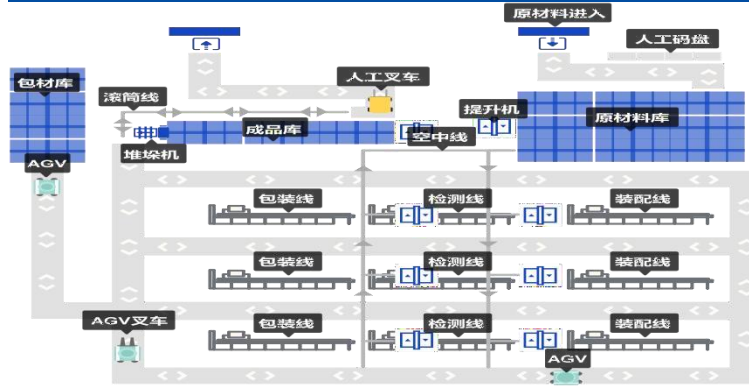 原材料进入
人工码盘
包材库
人工叉车
滚筒线
提升机
成品库
空中线
原材料库
堆垛机
AGV
包装线
检测线
装配线
包装线
检测线
装配线
AGV叉车
包装线
检测线
装配线
AGV